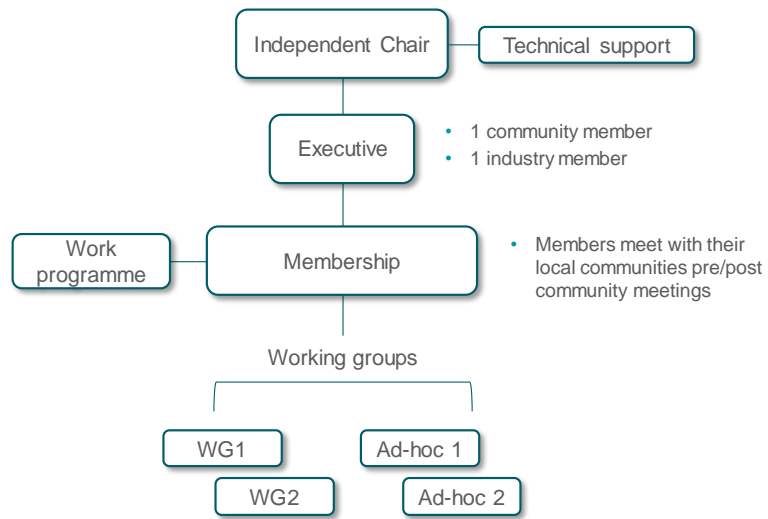 Independent Chair
Technical support
Executive
• 1 community member
• 1 industry member
Work
programme
Membership
• Members meet with their
local communities pre/post
community meetings
Working groups
WG1
Ad-hoc 1
WG2
Ad-hoc 2